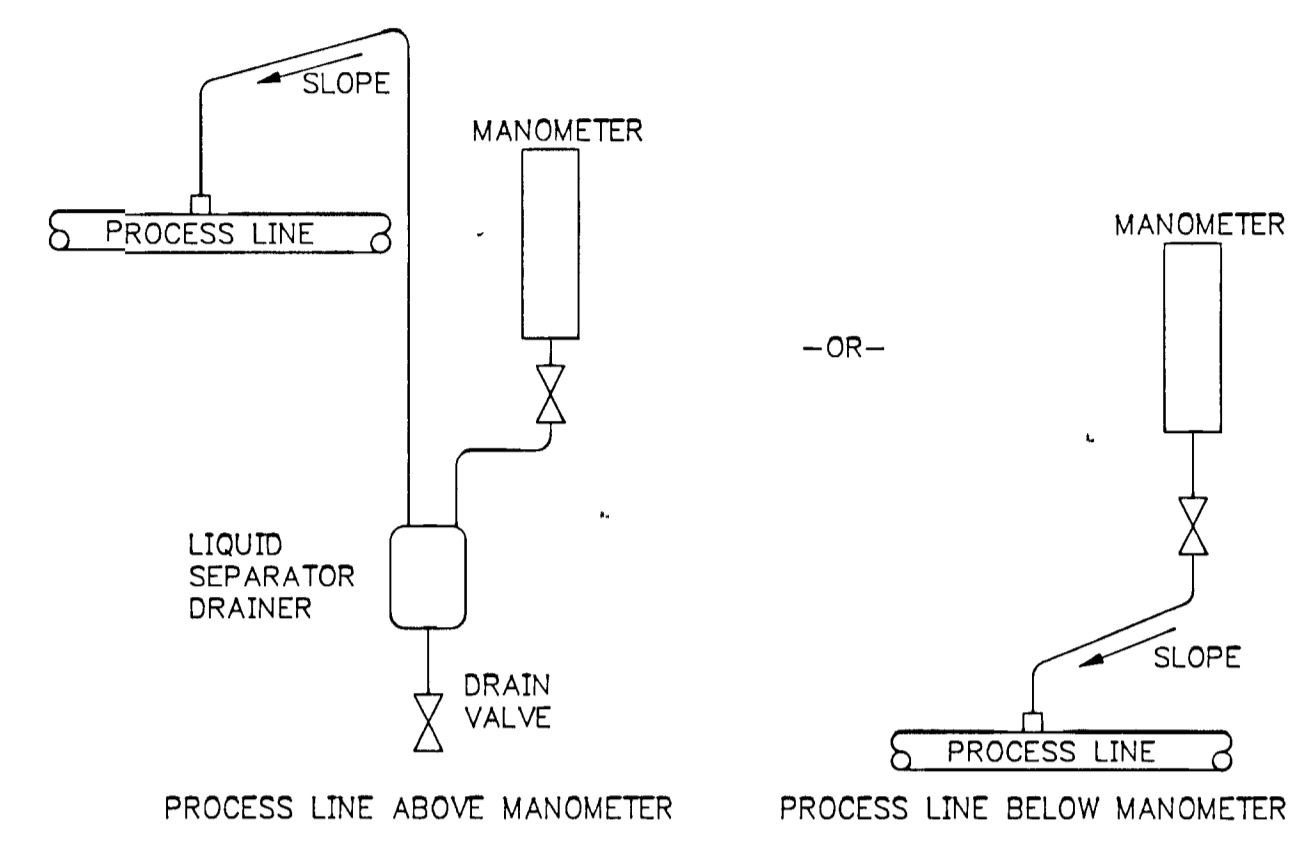 SLOPE
MANOMETER
PROCESS LINE
LIQUID
SEPARATOR
DRAINER
DRAIN
VALVE
PROCESS LINE ABOVE MANOMETER
-OR-
MANOMETER
SLOPE
PROCESS LINE
PROCESS LINE BELOW MANOMETER